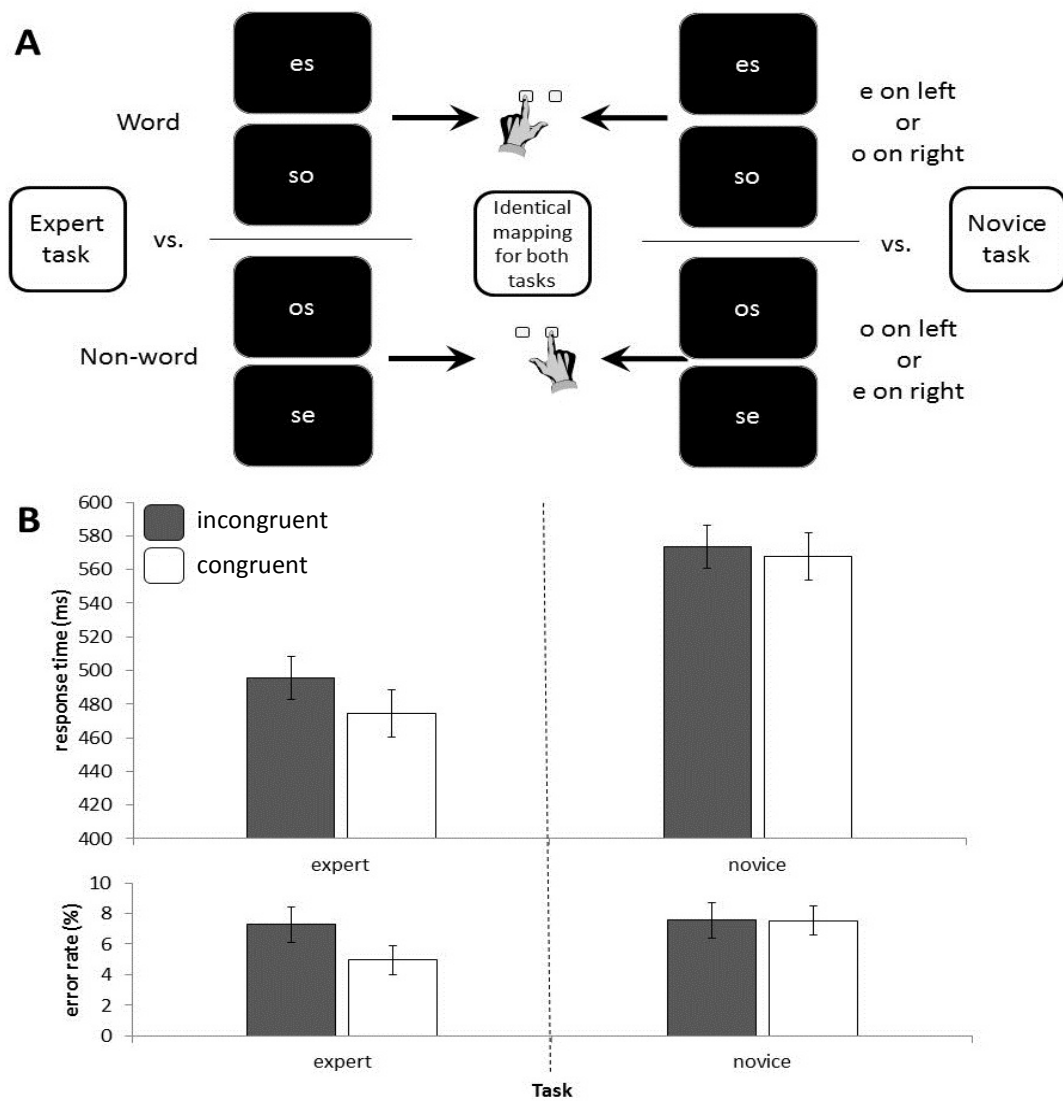 A
es
es
Word
e on left
or
o on right
so
so
Expert
task
vs.
Identical
mapping
for both
tasks
vs.
Novice
task
os
os
Non-word
o on left
or
e on right
se
se
B
incongruent
congruent
response time (ms)
600
580
560
540
520
500
480
460
440
420
400
expert
novice
error rate (%)
10
8
6
4
2
0
expert
novice
Task